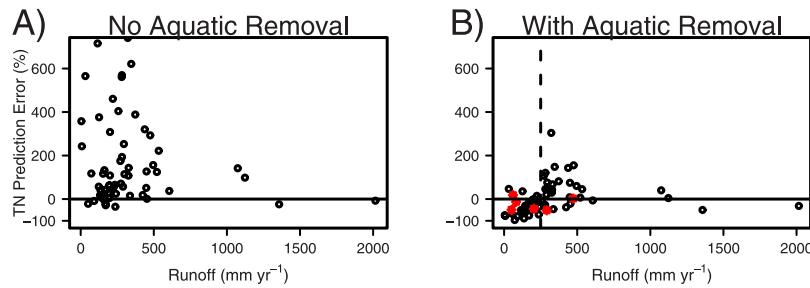 A) No Aquatic Removal
TN Prediction Error (%)
600
400
200
0
−100
0 500 1000 1500 2000
Runoff (mm yr⁻¹)
B) With Aquatic Removal
600
400
200
0
−100
0 500 1000 1500 2000
Runoff (mm yr⁻¹)